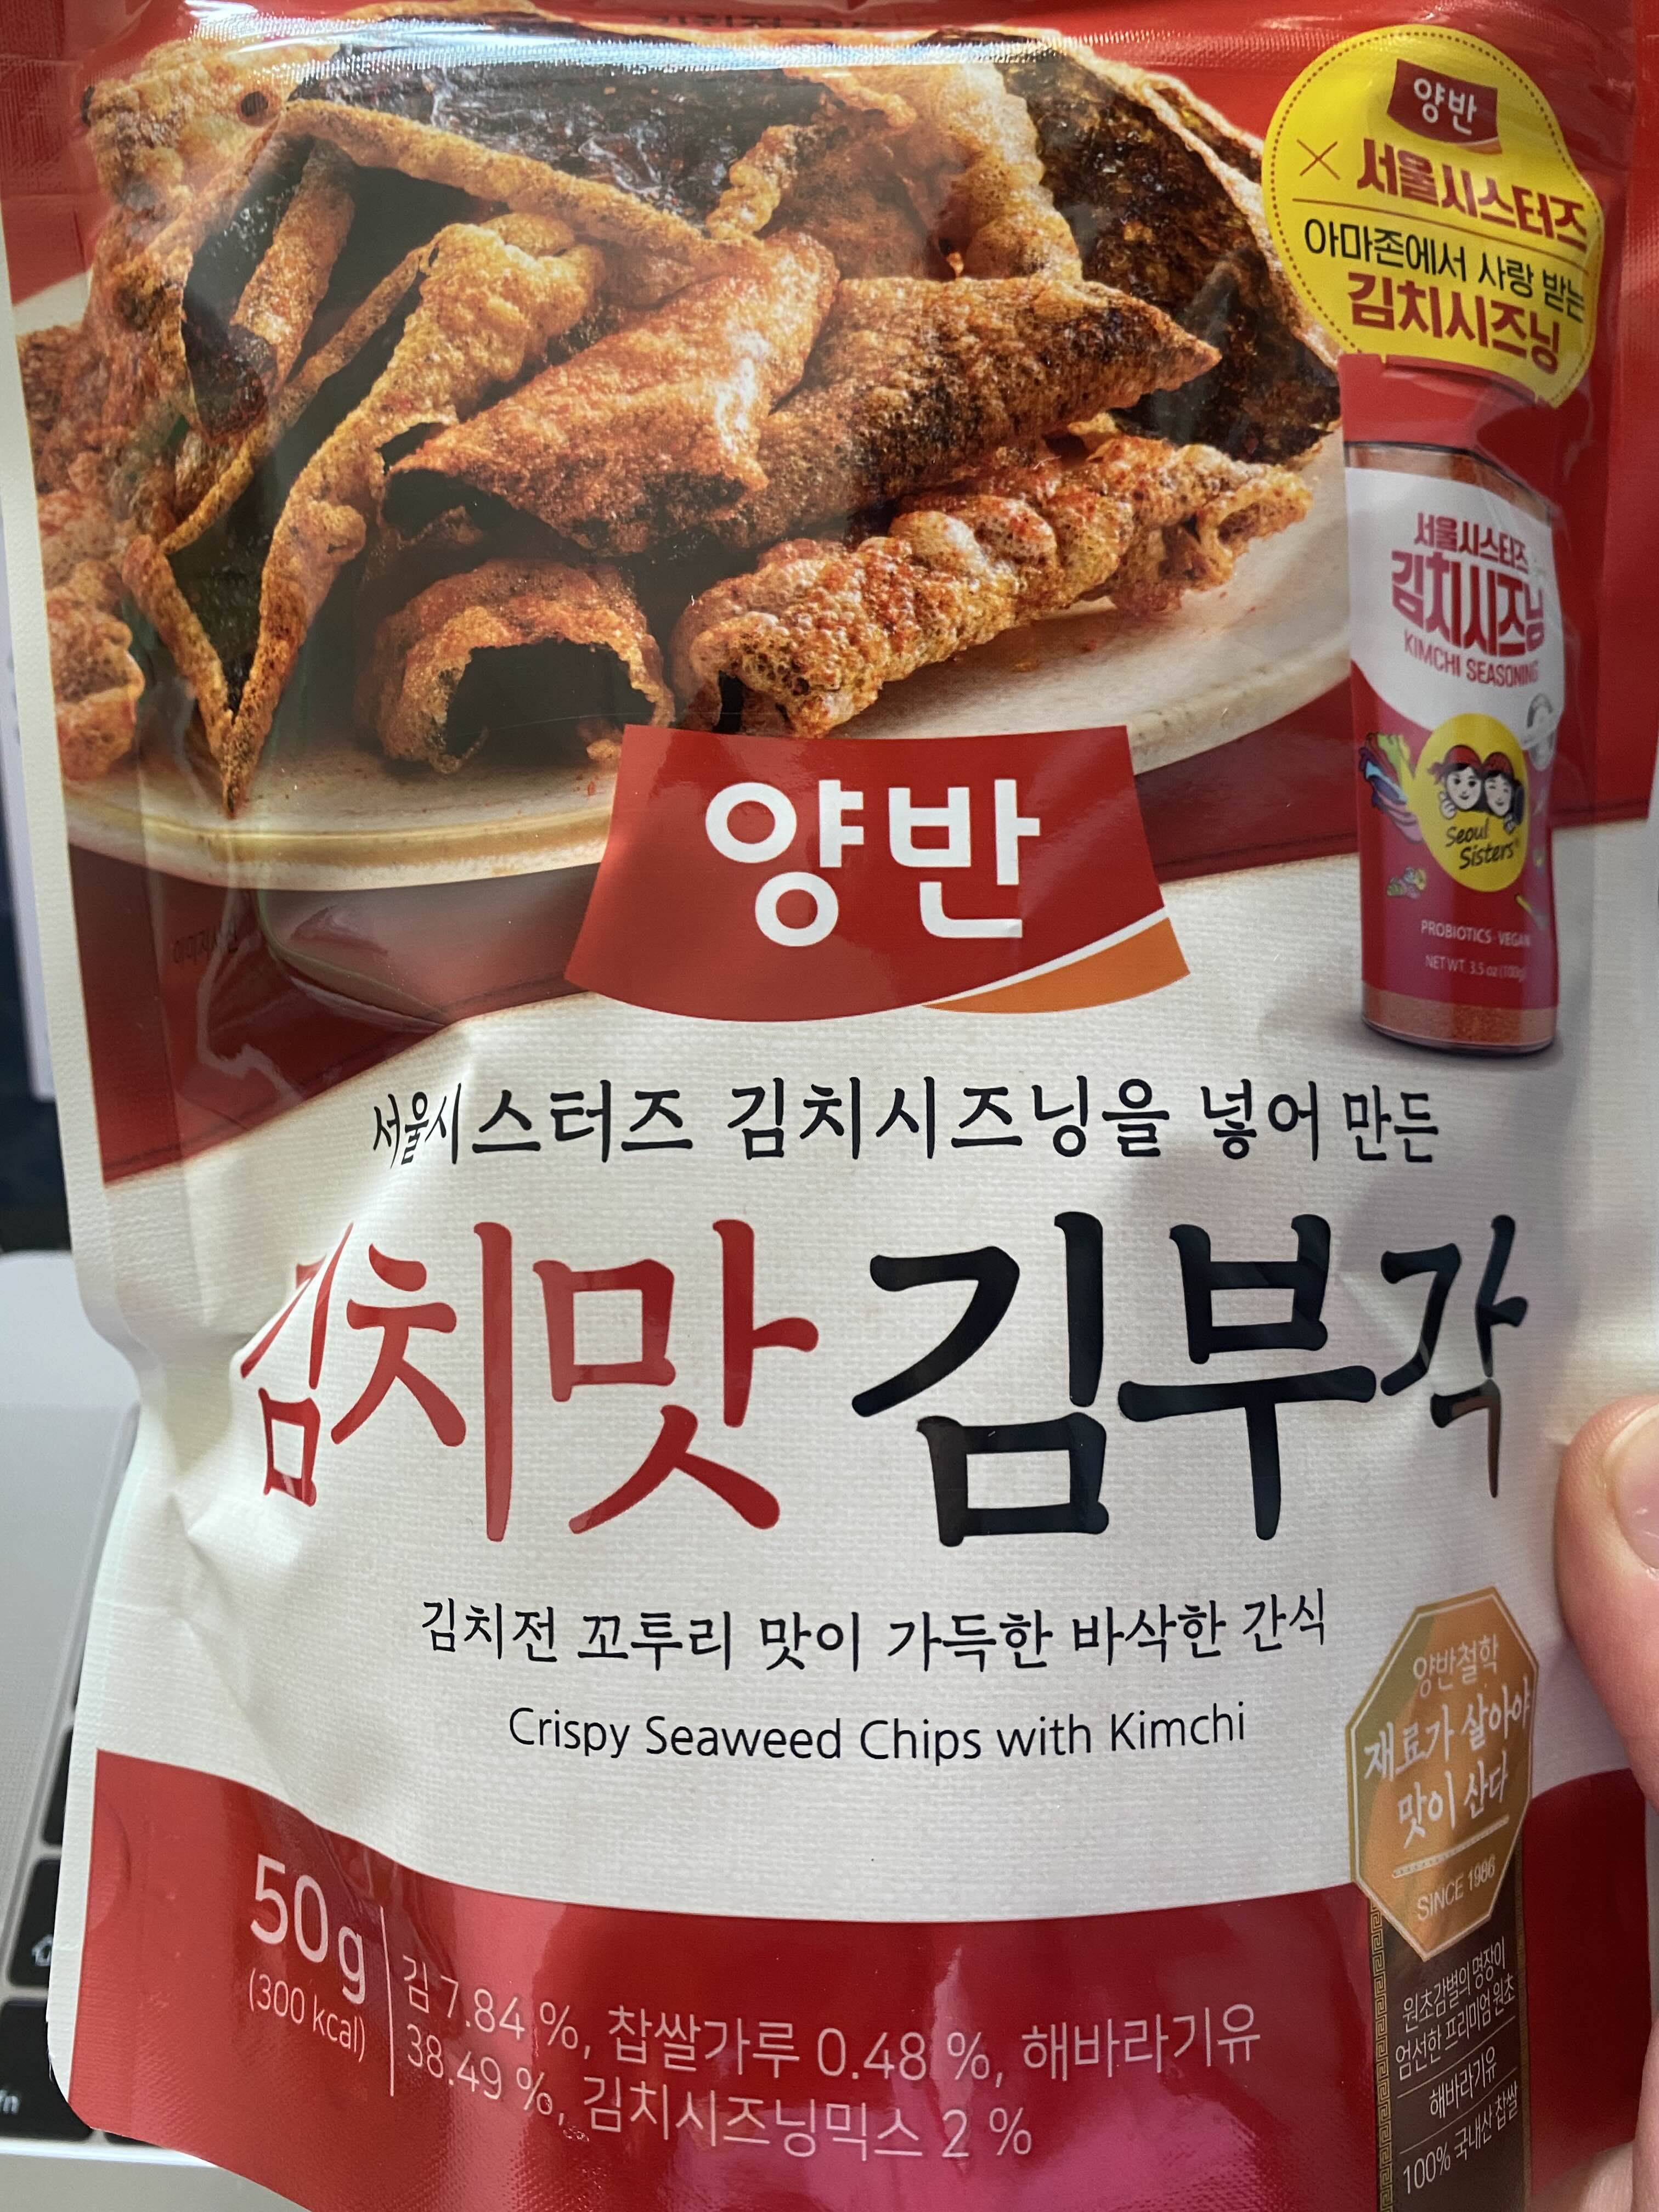 양반
× 서울시스터즈
아마존에서 사랑 받는
김치시즈닝
서울시스터즈
김치시즈닝
KIMCHI SEASONING
Seoul
Sisters
PROBIOTICS · VEGAN
NET WT. 3.5 oz (100g)
양반
서울시스터즈 김치시즈닝을 넣어 만든
김치맛 김부각
김치전 꼬투리 맛이 가득한 바삭한 간식
Crispy Seaweed Chips with Kimchi
양반철학
재료가 살아야
맛이 산다
SINCE 1986
원초감별의 명장이
엄선한 프리미엄 원초
해바라기유
100% 국내산 찹쌀
50 g
(300 kcal)
김 7.84 %, 찹쌀가루 0.48 %, 해바라기유
38.49 %, 김치시즈닝믹스 2 %